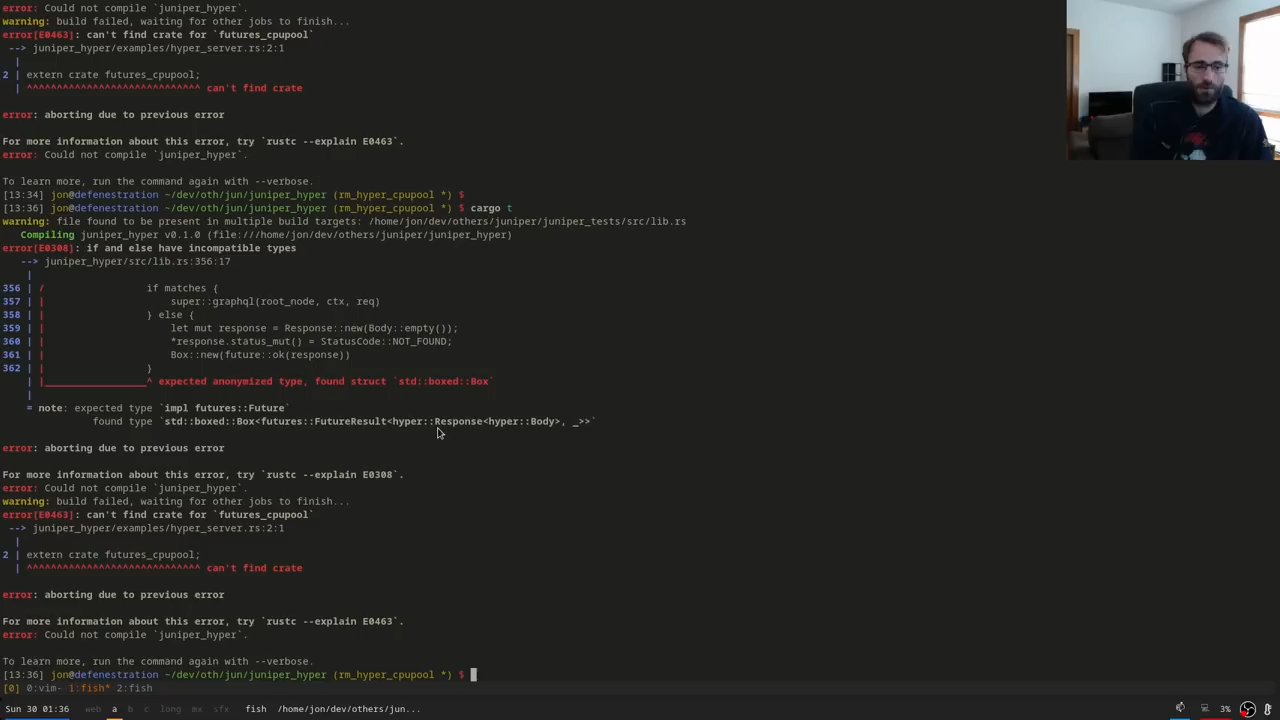 error: Could not compile `juniper_hyper`.
warning: build failed, waiting for other jobs to finish...
error[E0463]: can't find crate for `futures_cpupool`
 --> juniper_hyper/examples/hyper_server.rs:2:1
  |
2 | extern crate futures_cpupool;
  | ^^^^^^^^^^^^^^^^^^^^^^^^^^^^^ can't find crate
error: aborting due to previous error
For more information about this error, try `rustc --explain E0463`.
error: Could not compile `juniper_hyper`.
To learn more, run the command again with --verbose.
[13:34] jon@defenestration ~/dev/oth/jun/juniper_hyper (rm_hyper_cpupool *) $
[13:36] jon@defenestration ~/dev/oth/jun/juniper_hyper (rm_hyper_cpupool *) $ cargo t
warning: file found to be present in multiple build targets: /home/jon/dev/others/juniper/juniper_tests/src/lib.rs
   Compiling juniper_hyper v0.1.0 (file:///home/jon/dev/others/juniper/juniper_hyper)
error[E0308]: if and else have incompatible types
   --> juniper_hyper/src/lib.rs:356:17
    |
356 | /                 if matches {
357 | |                     super::graphql(root_node, ctx, req)
358 | |                 } else {
359 | |                     let mut response = Response::new(Body::empty());
360 | |                     *response.status_mut() = StatusCode::NOT_FOUND;
361 | |                     Box::new(future::ok(response))
362 | |                 }
    | |_________________^ expected anonymized type, found struct `std::boxed::Box`
    |
    = note: expected type `impl futures::Future`
               found type `std::boxed::Box<futures::FutureResult<hyper::Response<hyper::Body>, _>>`
error: aborting due to previous error
For more information about this error, try `rustc --explain E0308`.
error: Could not compile `juniper_hyper`.
warning: build failed, waiting for other jobs to finish...
error[E0463]: can't find crate for `futures_cpupool`
 --> juniper_hyper/examples/hyper_server.rs:2:1
  |
2 | extern crate futures_cpupool;
  | ^^^^^^^^^^^^^^^^^^^^^^^^^^^^^ can't find crate
error: aborting due to previous error
For more information about this error, try `rustc --explain E0463`.
error: Could not compile `juniper_hyper`.
To learn more, run the command again with --verbose.
[13:36] jon@defenestration ~/dev/oth/jun/juniper_hyper (rm_hyper_cpupool *) $
[0] 0:vim- 1:fish* 2:fish
Sun 30 01:36 web a b c long mx sfx fish /home/jon/dev/others/jun... 3%